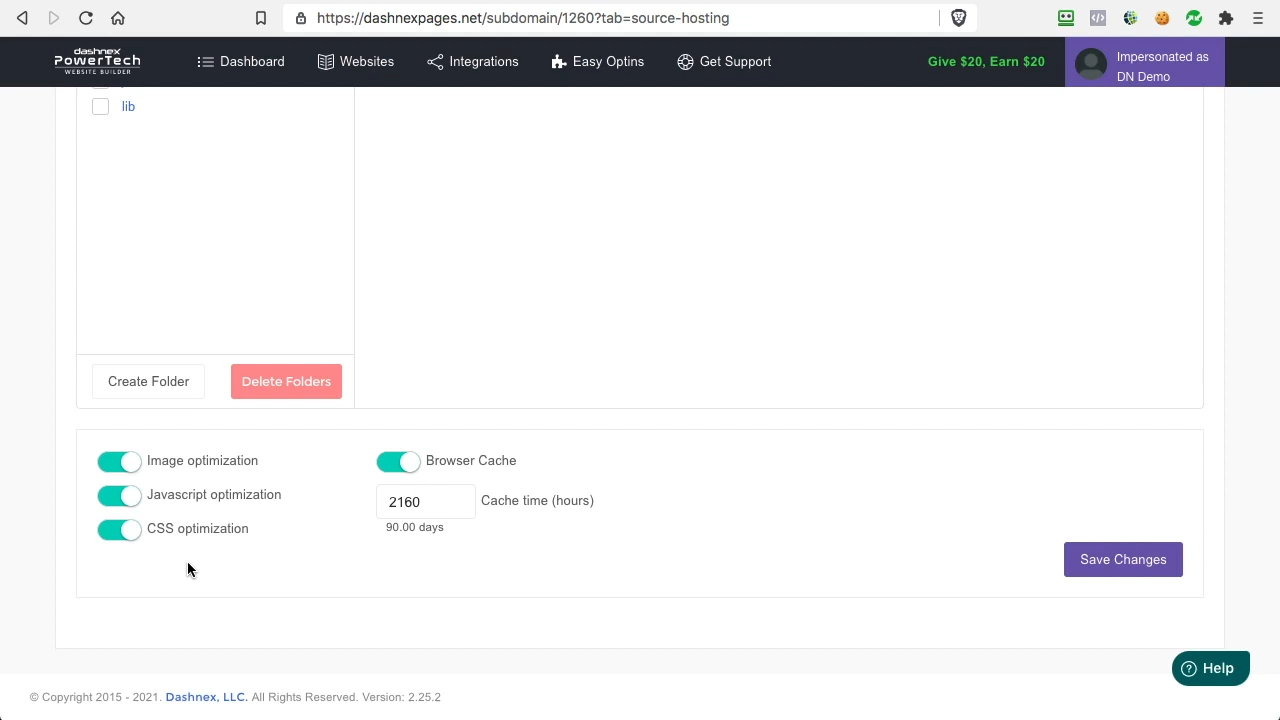 https://dashnexpages.net/subdomain/1260?tab=source-hosting
dashnex
PowerTech
WEBSITE BUILDER
Dashboard
Websites
Integrations
Easy Optins
Get Support
Give $20, Earn $20
Impersonated as
DN Demo
lib
Create Folder
Delete Folders
Image optimization
Browser Cache
Javascript optimization
2160
Cache time (hours)
90.00 days
CSS optimization
Save Changes
Help
© Copyright 2015 - 2021. Dashnex, LLC. All Rights Reserved. Version: 2.25.2